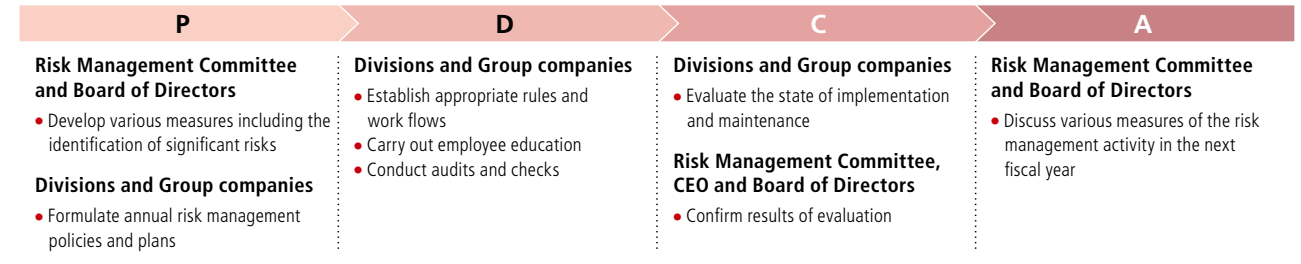 P
Risk Management Committee
and Board of Directors
• Develop various measures including the
identification of significant risks
Divisions and Group companies
• Formulate annual risk management
policies and plans
D
Divisions and Group companies
• Establish appropriate rules and
work flows
• Carry out employee education
• Conduct audits and checks
C
Divisions and Group companies
• Evaluate the state of implementation
and maintenance
Risk Management Committee,
CEO and Board of Directors
• Confirm results of evaluation
A
Risk Management Committee
and Board of Directors
• Discuss various measures of the risk
management activity in the next
fiscal year